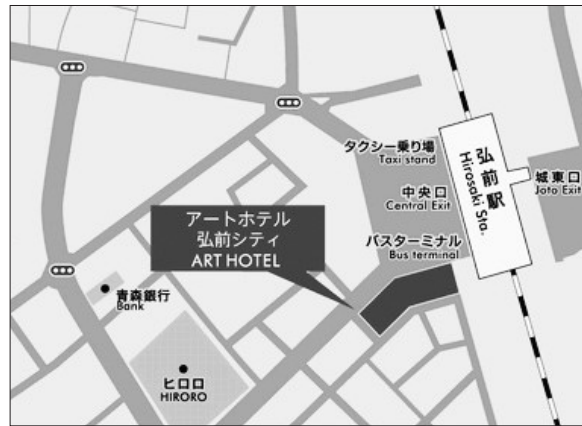 タクシー乗り場
Taxi stand
弘前駅
Hirosaki Sta.
城東口
Joto Exit
中央口
Central Exit
アートホテル
弘前シティ
ART HOTEL
バスターミナル
Bus terminal
青森銀行
Bank
ヒロロ
HIRORO